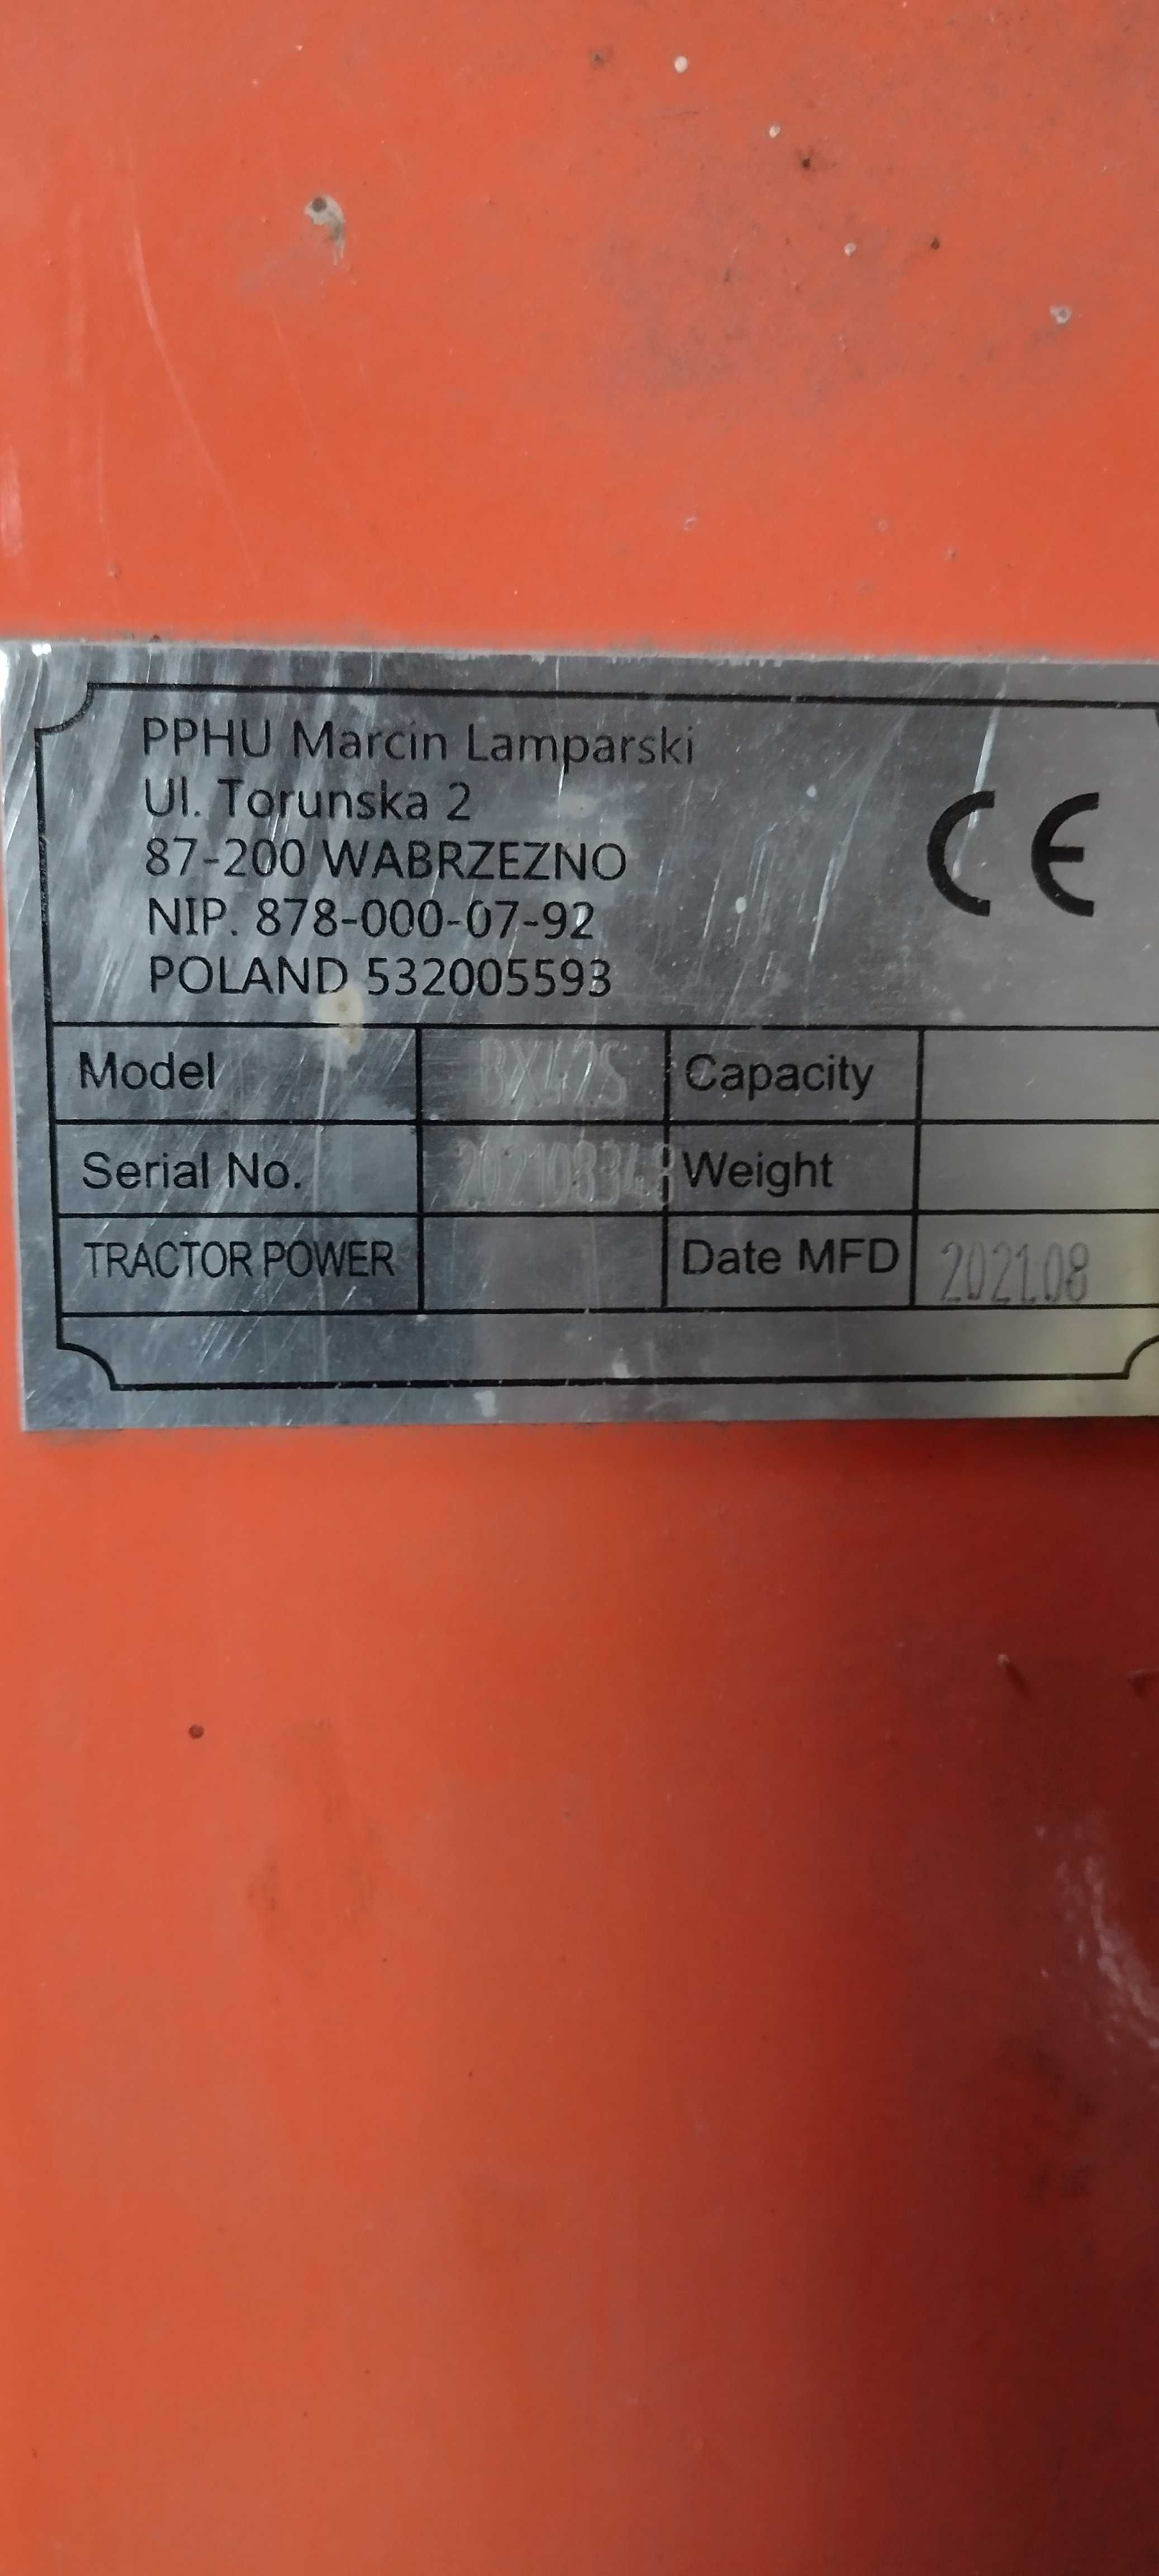 PPHU Marcin Lamparski
Ul. Torunska 2
87-200 WABRZEZNO
NIP. 878-000-07-92
POLAND 532005593
CE
Model BX42S Capacity
Serial No. 202108348 Weight
TRACTOR POWER Date MFD 2021.08